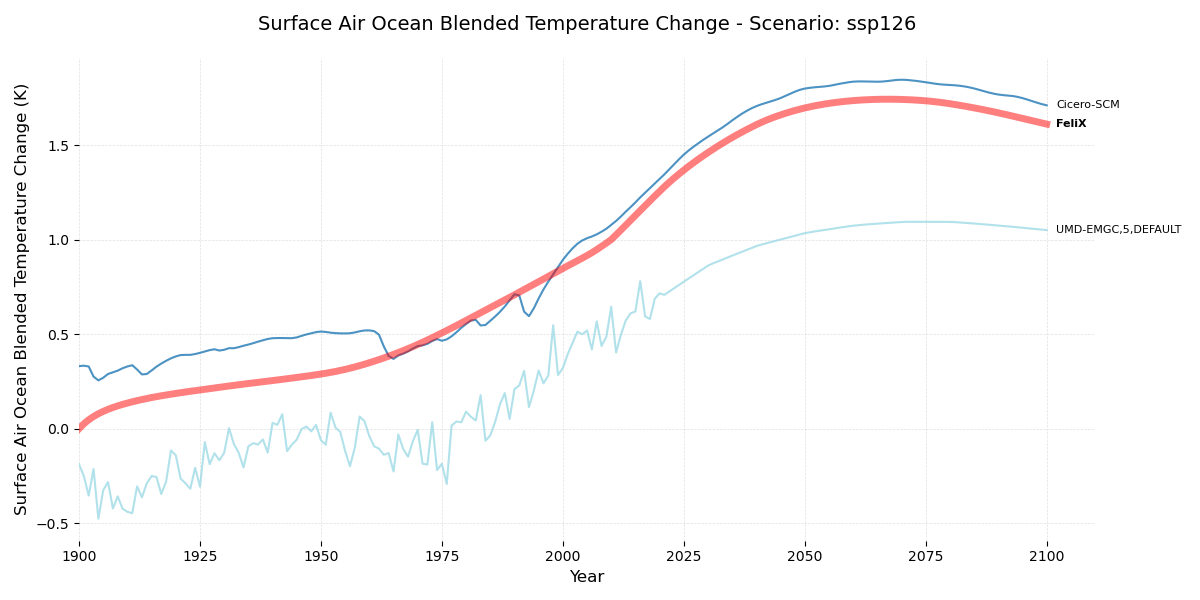 Surface Air Ocean Blended Temperature Change - Scenario: ssp126
Surface Air Ocean Blended Temperature Change (K)
1.5
1.0
0.5
0.0
−0.5
Cicero-SCM
FeliX
UMD-EMGC,5,DEFAULT
1900
1925
1950
1975
2000
2025
2050
2075
2100
Year